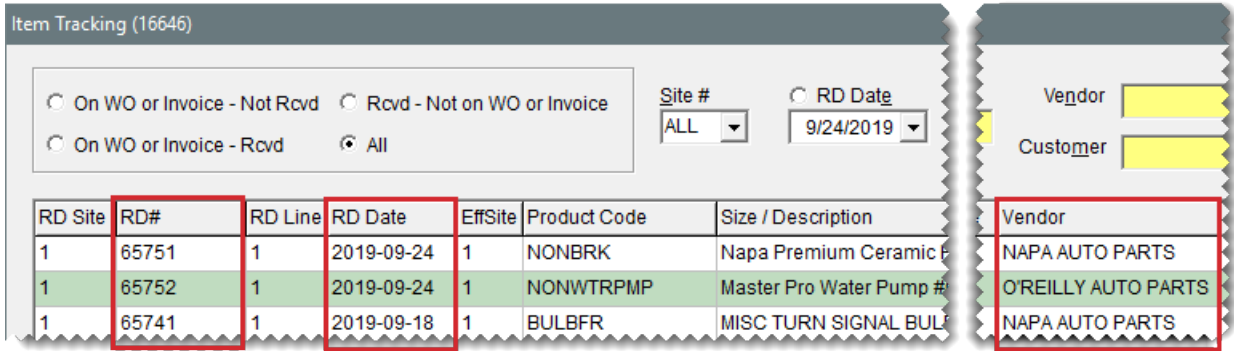 Item Tracking (16646)
On WO or Invoice - Not Rcvd Rcvd - Not on WO or Invoice Site # RD Date Vendor
ALL 9/24/2019
On WO or Invoice - Rcvd All Customer
RD Site RD# RD Line RD Date EffSite Product Code Size / Description Vendor
1 65751 1 2019-09-24 1 NONBRK Napa Premium Ceramic NAPA AUTO PARTS
1 65752 1 2019-09-24 1 NONWTRPMP Master Pro Water Pump # O'REILLY AUTO PARTS
1 65741 1 2019-09-18 1 BULBFR MISC TURN SIGNAL NAPA AUTO PARTS